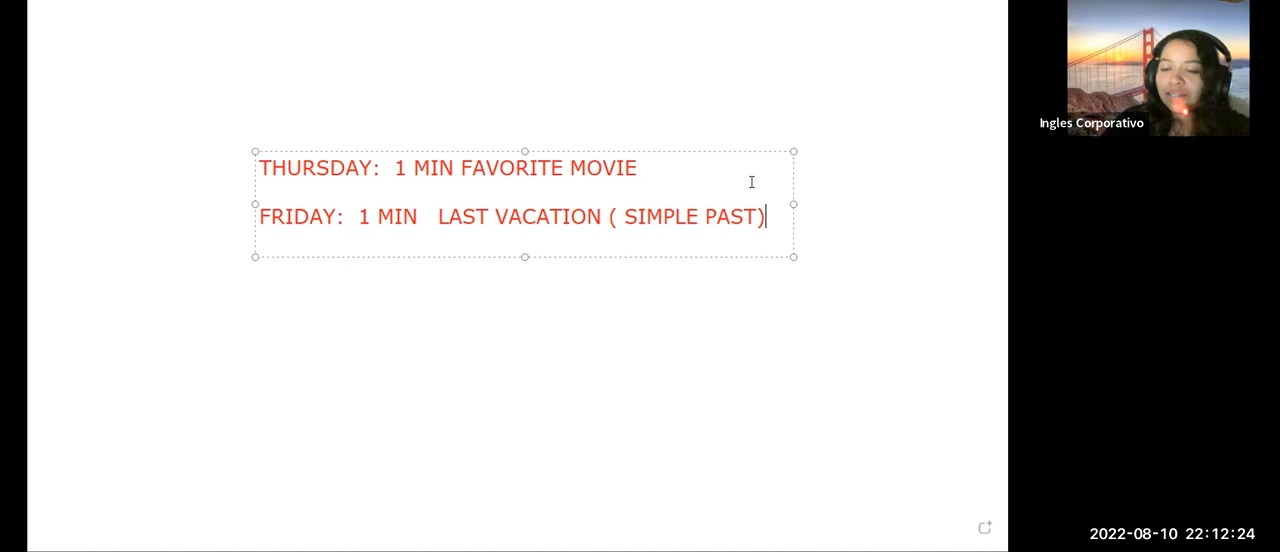 THURSDAY:  1 MIN FAVORITE MOVIE
FRIDAY:  1 MIN   LAST VACATION ( SIMPLE PAST)
Ingles Corporativo
2022-08-10 22:12:24